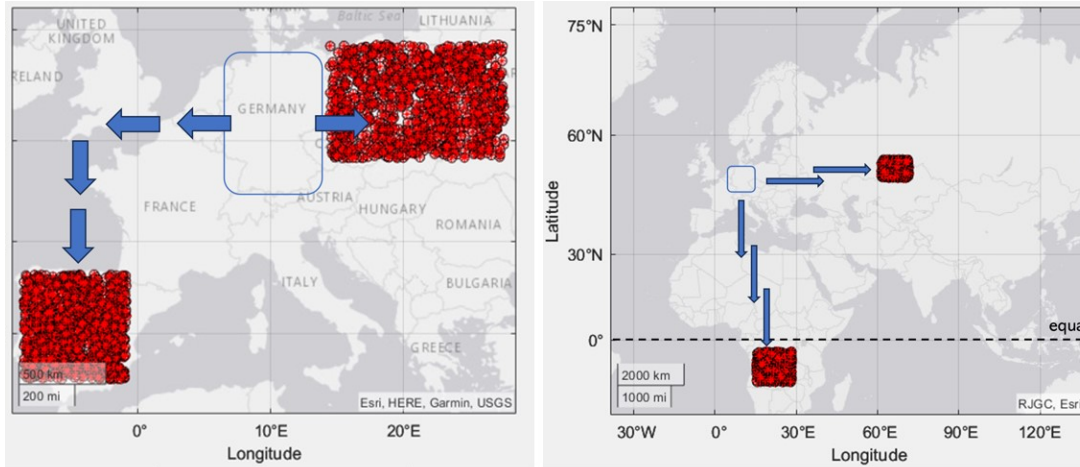 UNITED
KINGDOM
Baltic Sea
LITHUANIA
RELAND
GERMANY
FRANCE
AUSTRIA
HUNGARY
ROMANIA
ITALY
BULGARIA
GREECE
500 km
200 mi
Esri, HERE, Garmin, USGS
0°
10°E
20°E
Longitude
75°N
60°N
30°N
0°
Latitude
equa
2000 km
1000 mi
RJGC, Esri
30°W
0°
30°E
60°E
90°E
120°E
Longitude